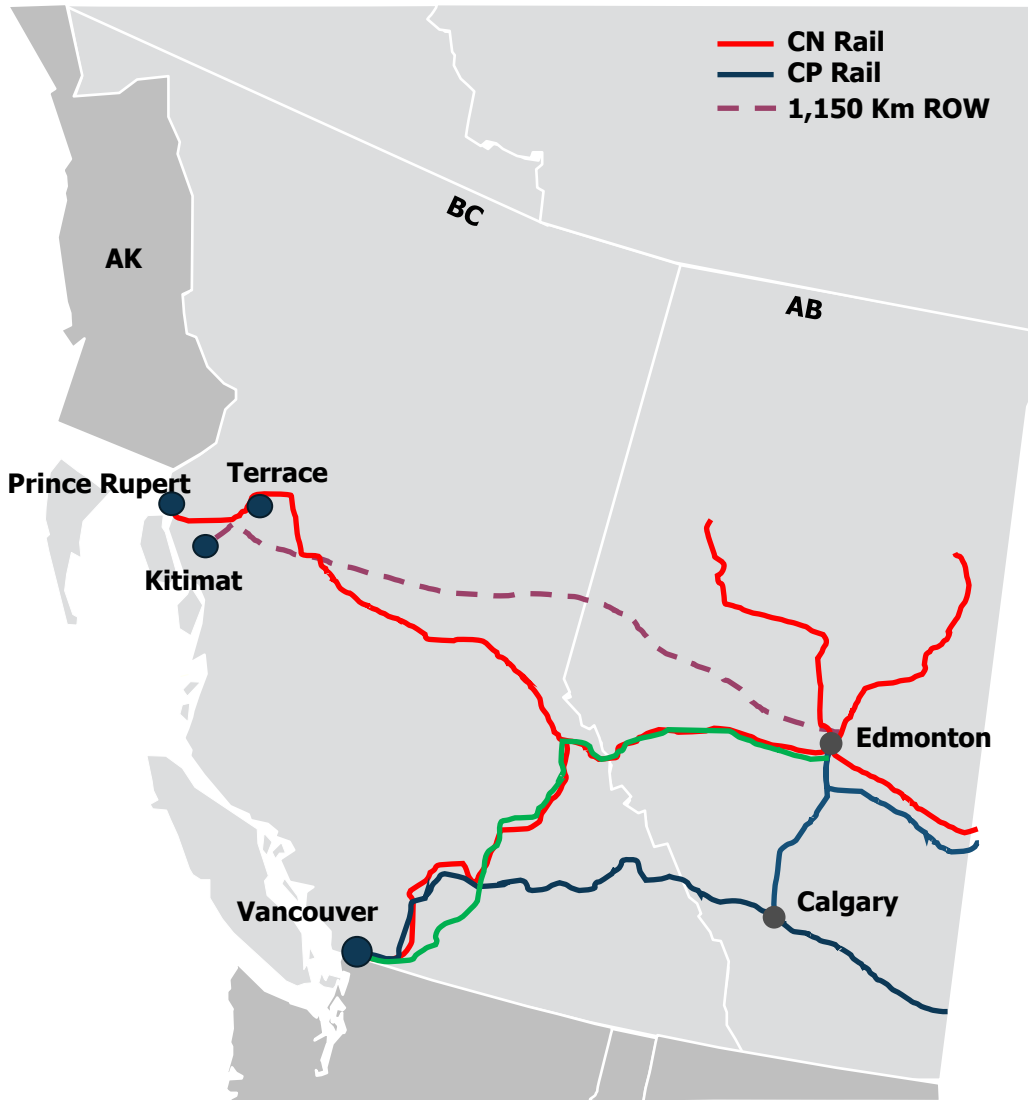 CN Rail
CP Rail
1,150 Km ROW
BC
AK
AB
Terrace
Prince Rupert
Kitimat
Edmonton
Calgary
Vancouver